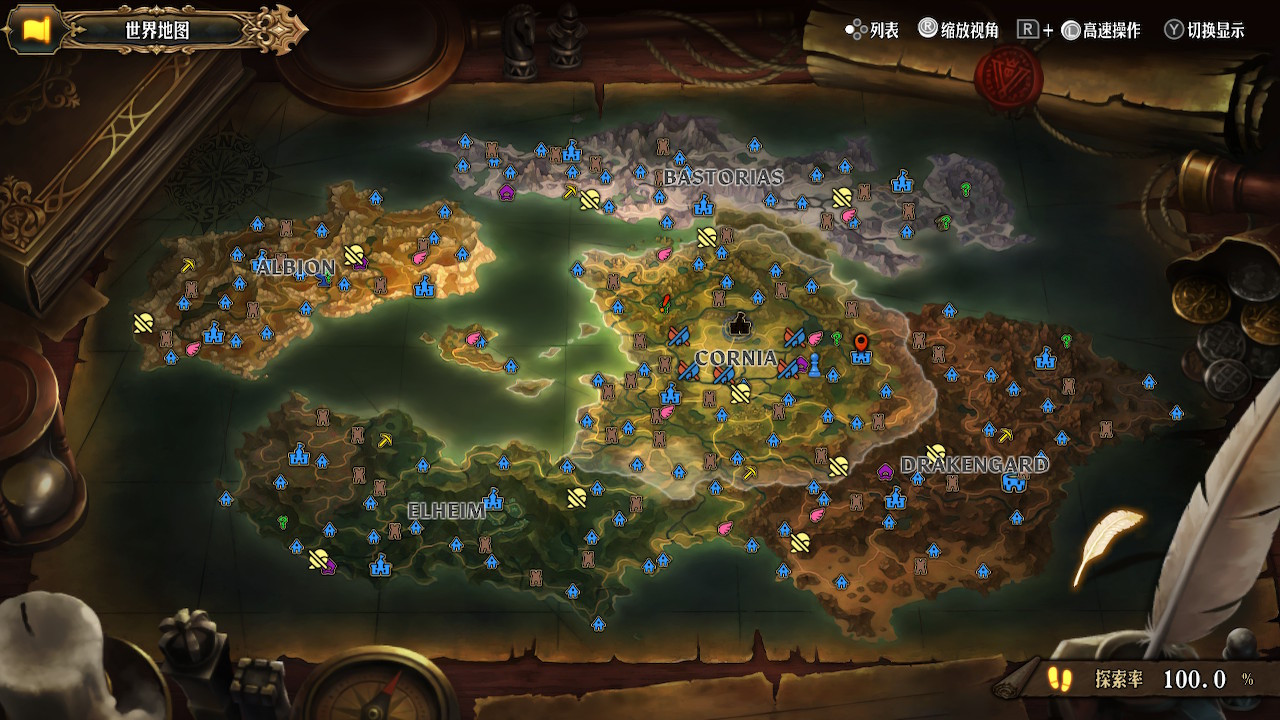 世界地图
列表
R 缩放视角
R + L 高速操作
Y 切换显示
BASTORIAS
ALBION
CORNIA
DRAKENGARD
ELHEIM
探索率 100.0 %